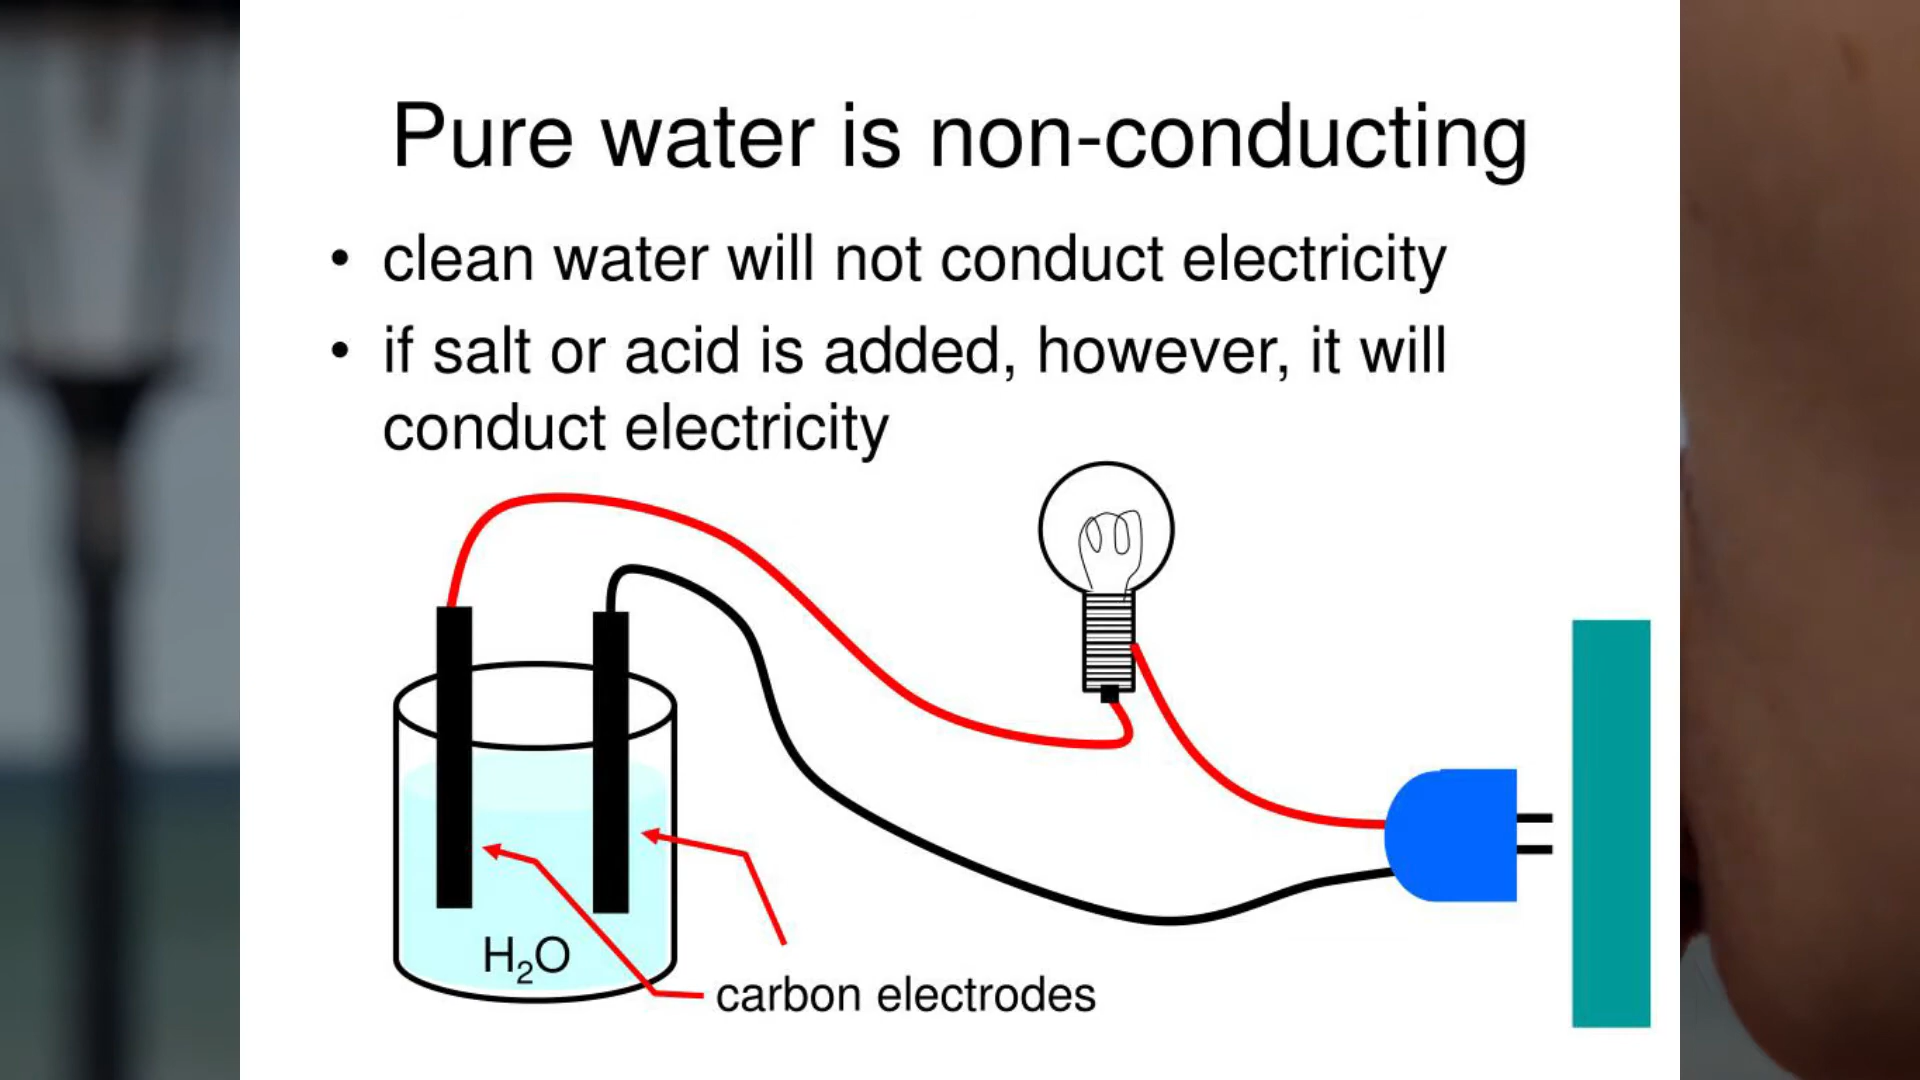 Pure water is non-conducting
• clean water will not conduct electricity
• if salt or acid is added, however, it will
conduct electricity
H₂O
carbon electrodes